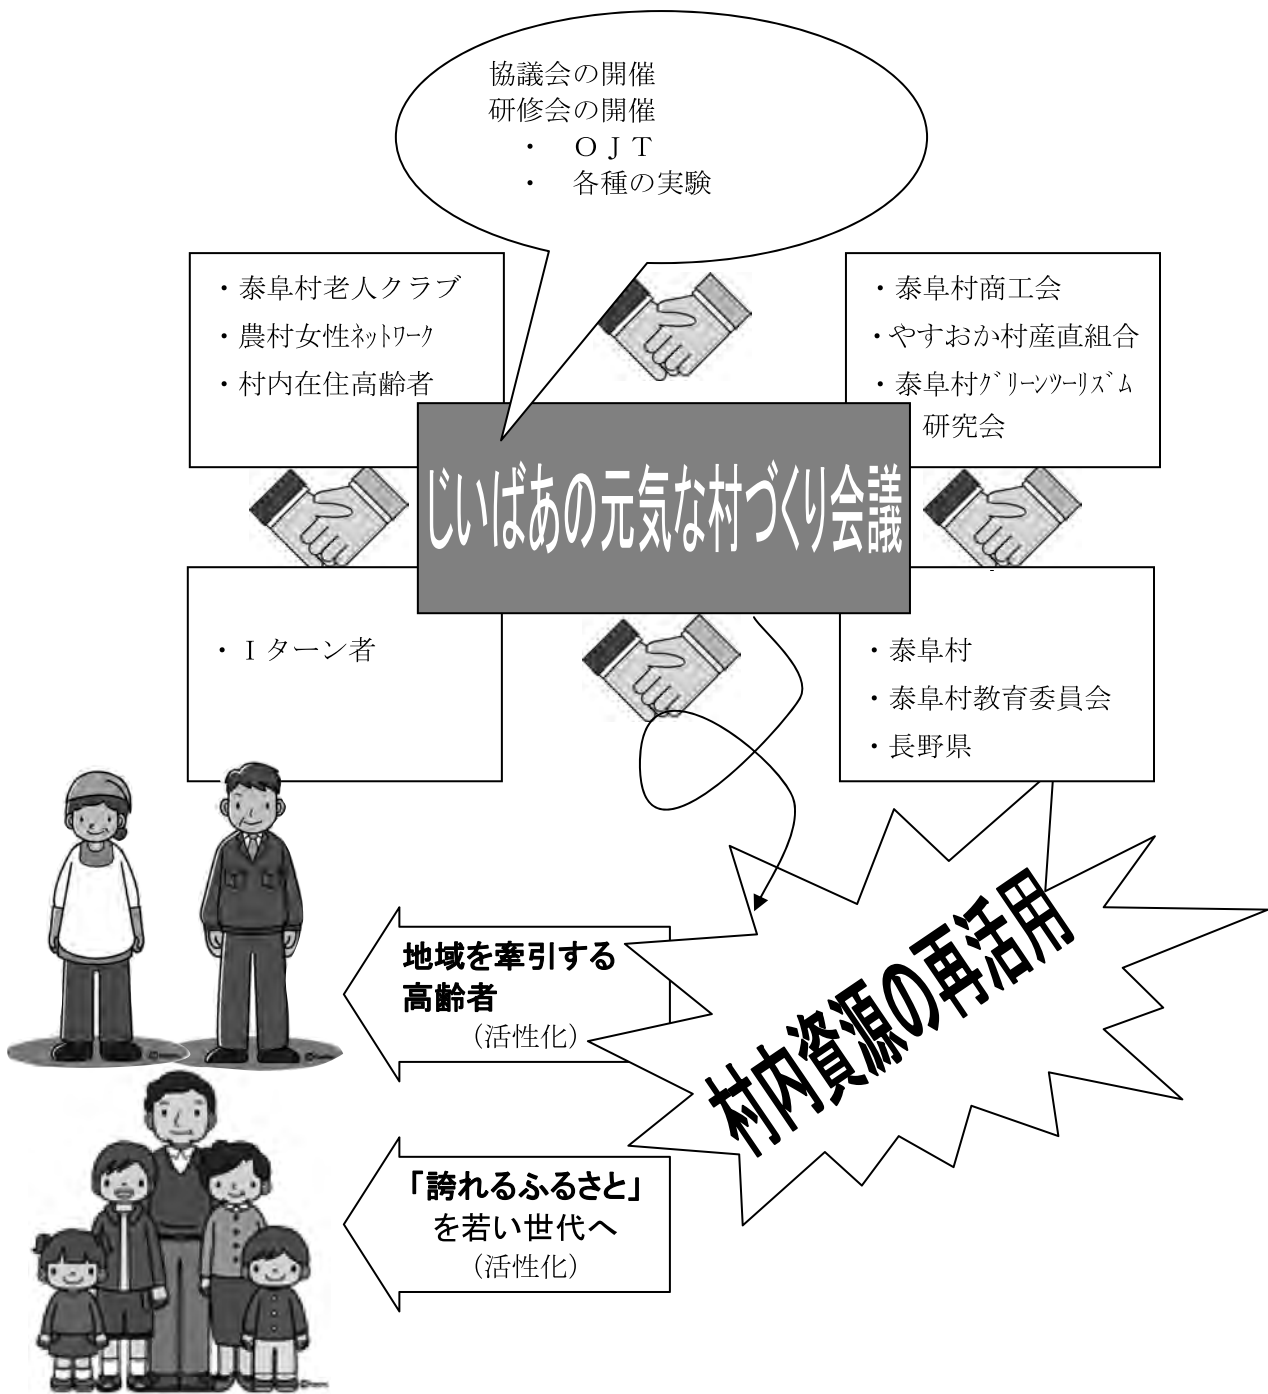 協議会の開催
研修会の開催
・　ＯＪＴ
・　各種の実験
・泰阜村老人クラブ
・農村女性ﾈｯﾄﾜｰｸ
・村内在住高齢者
・泰阜村商工会
・やすおか村産直組合
・泰阜村ｸﾞﾘｰﾝﾂｰﾘｽﾞﾑ
研究会
じいばあの元気な村づくり会議
・Ｉターン者
・泰阜村
・泰阜村教育委員会
・長野県
村内資源の再活用
地域を牽引する
高齢者
（活性化）
「誇れるふるさと」
を若い世代へ
（活性化）